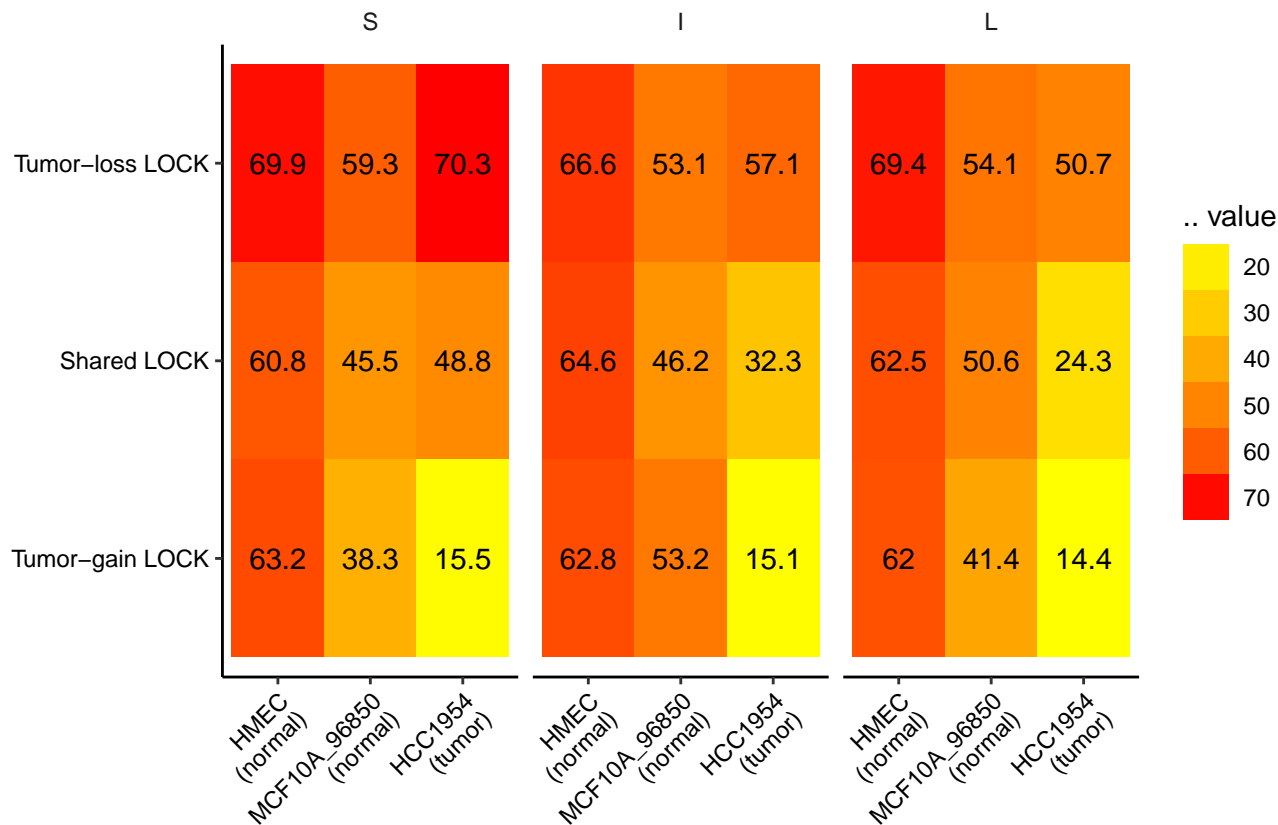 S I L
Tumor−loss LOCK 69.9 59.3 70.3 66.6 53.1 57.1 69.4 54.1 50.7
Shared LOCK 60.8 45.5 48.8 64.6 46.2 32.3 62.5 50.6 24.3
Tumor−gain LOCK 63.2 38.3 15.5 62.8 53.2 15.1 62 41.4 14.4
HMEC
(normal)
MCF10A_96850
(normal)
HCC1954
(tumor)
HMEC
(normal)
MCF10A_96850
(normal)
HCC1954
(tumor)
HMEC
(normal)
MCF10A_96850
(normal)
HCC1954
(tumor)
.. value
20
30
40
50
60
70